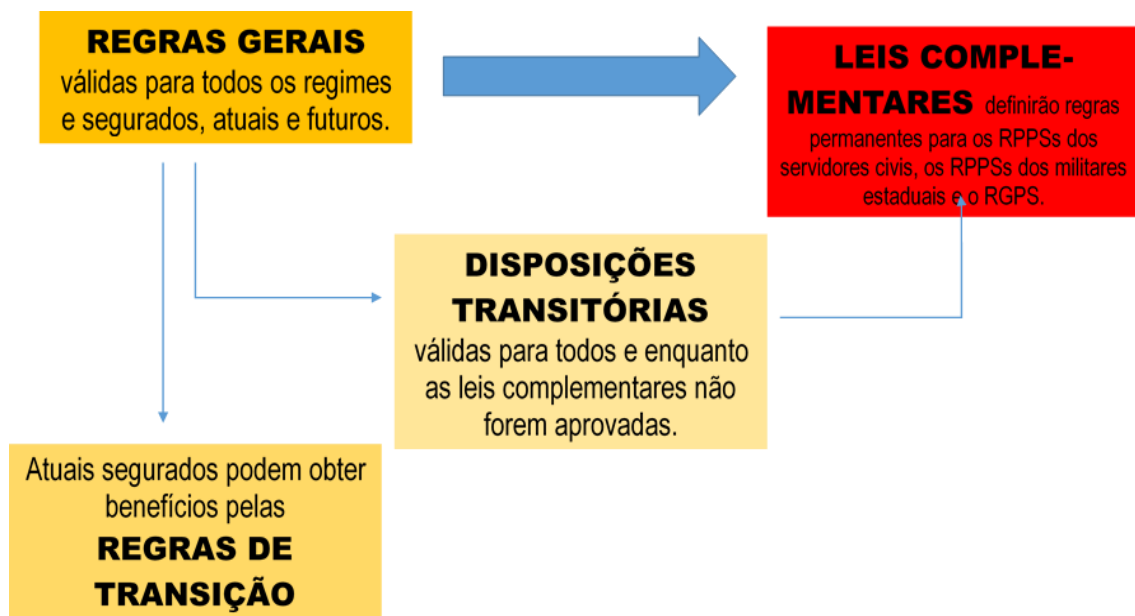 REGRAS GERAIS
válidas para todos os regimes
e segurados, atuais e futuros.
LEIS COMPLE-
MENTARES definirão regras
permanentes para os RPPSs dos
servidores civis, os RPPSs dos militares
estaduais e o RGPS.
DISPOSIÇÕES
TRANSITÓRIAS
válidas para todos e enquanto
as leis complementares não
forem aprovadas.
Atuais segurados podem obter
benefícios pelas
REGRAS DE
TRANSIÇÃO